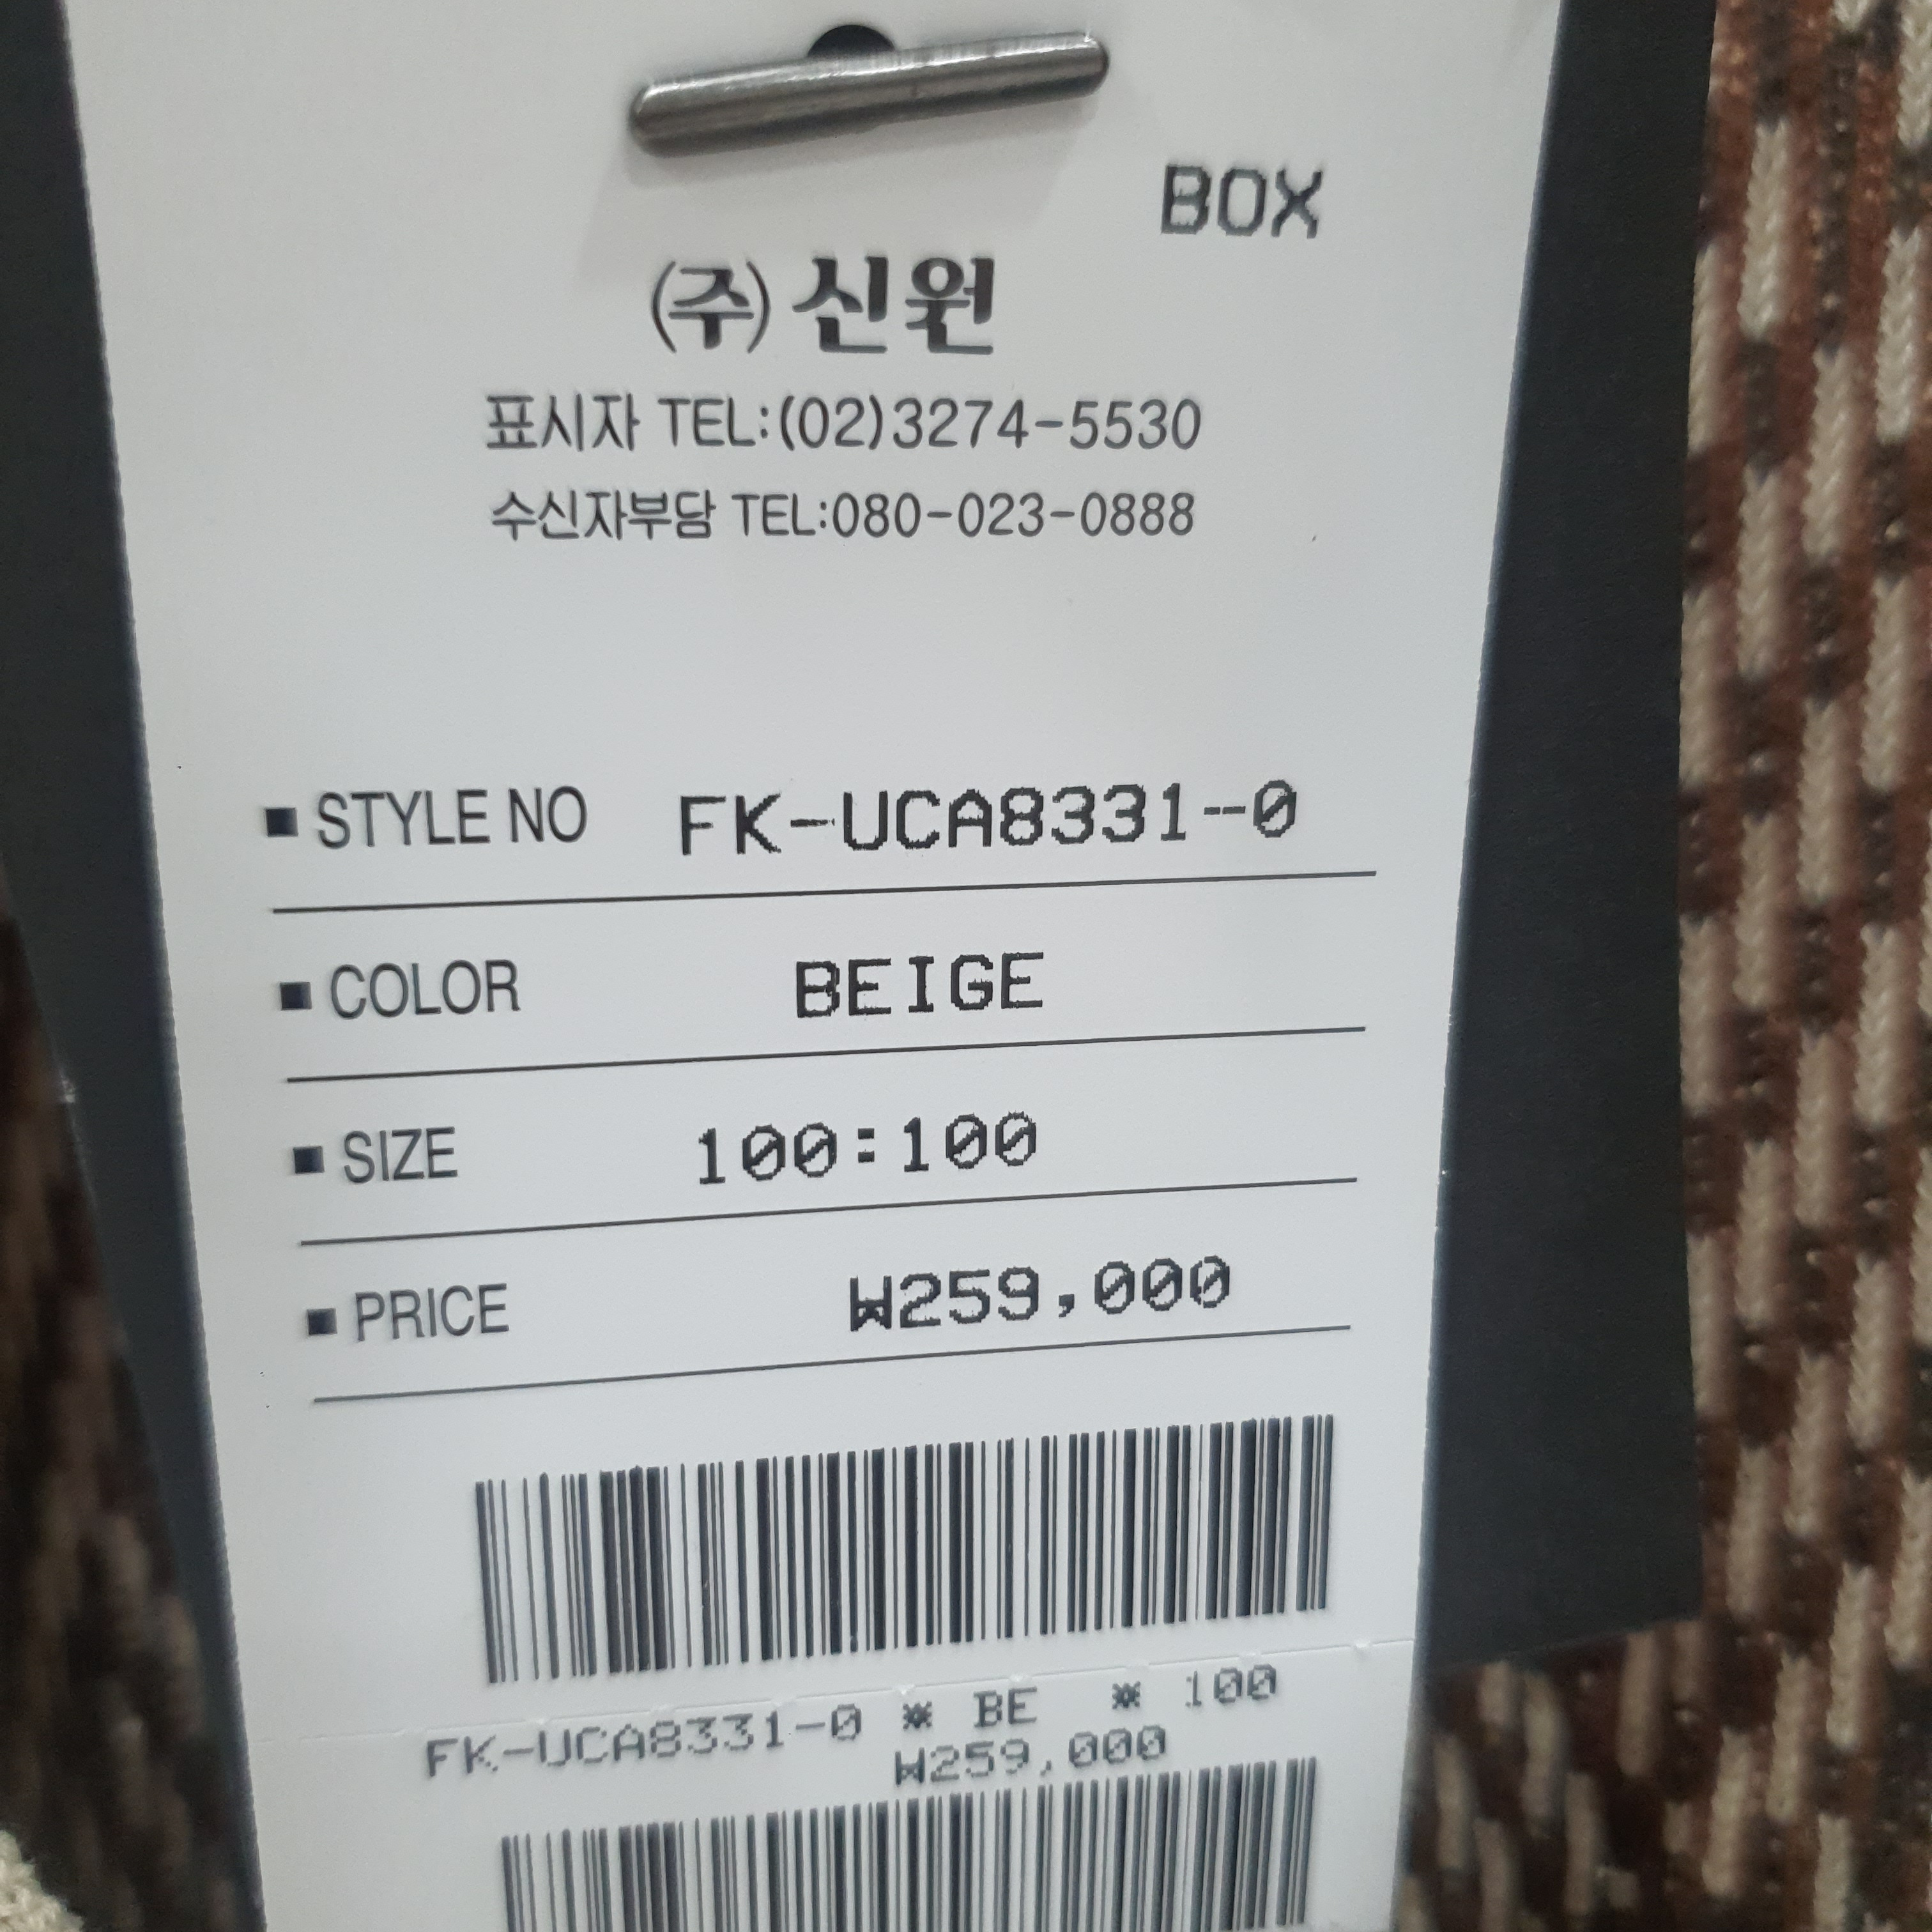 BOX
㈜ 신원
표시자 TEL:(02)3274-5530
수신자부담 TEL:080-023-0888
■ STYLE NO FK-UCA8331-0
■ COLOR BEIGE
■ SIZE 100:100
■ PRICE ₩259,000
FK-UCA8331-0 * BE * 100
₩259,000